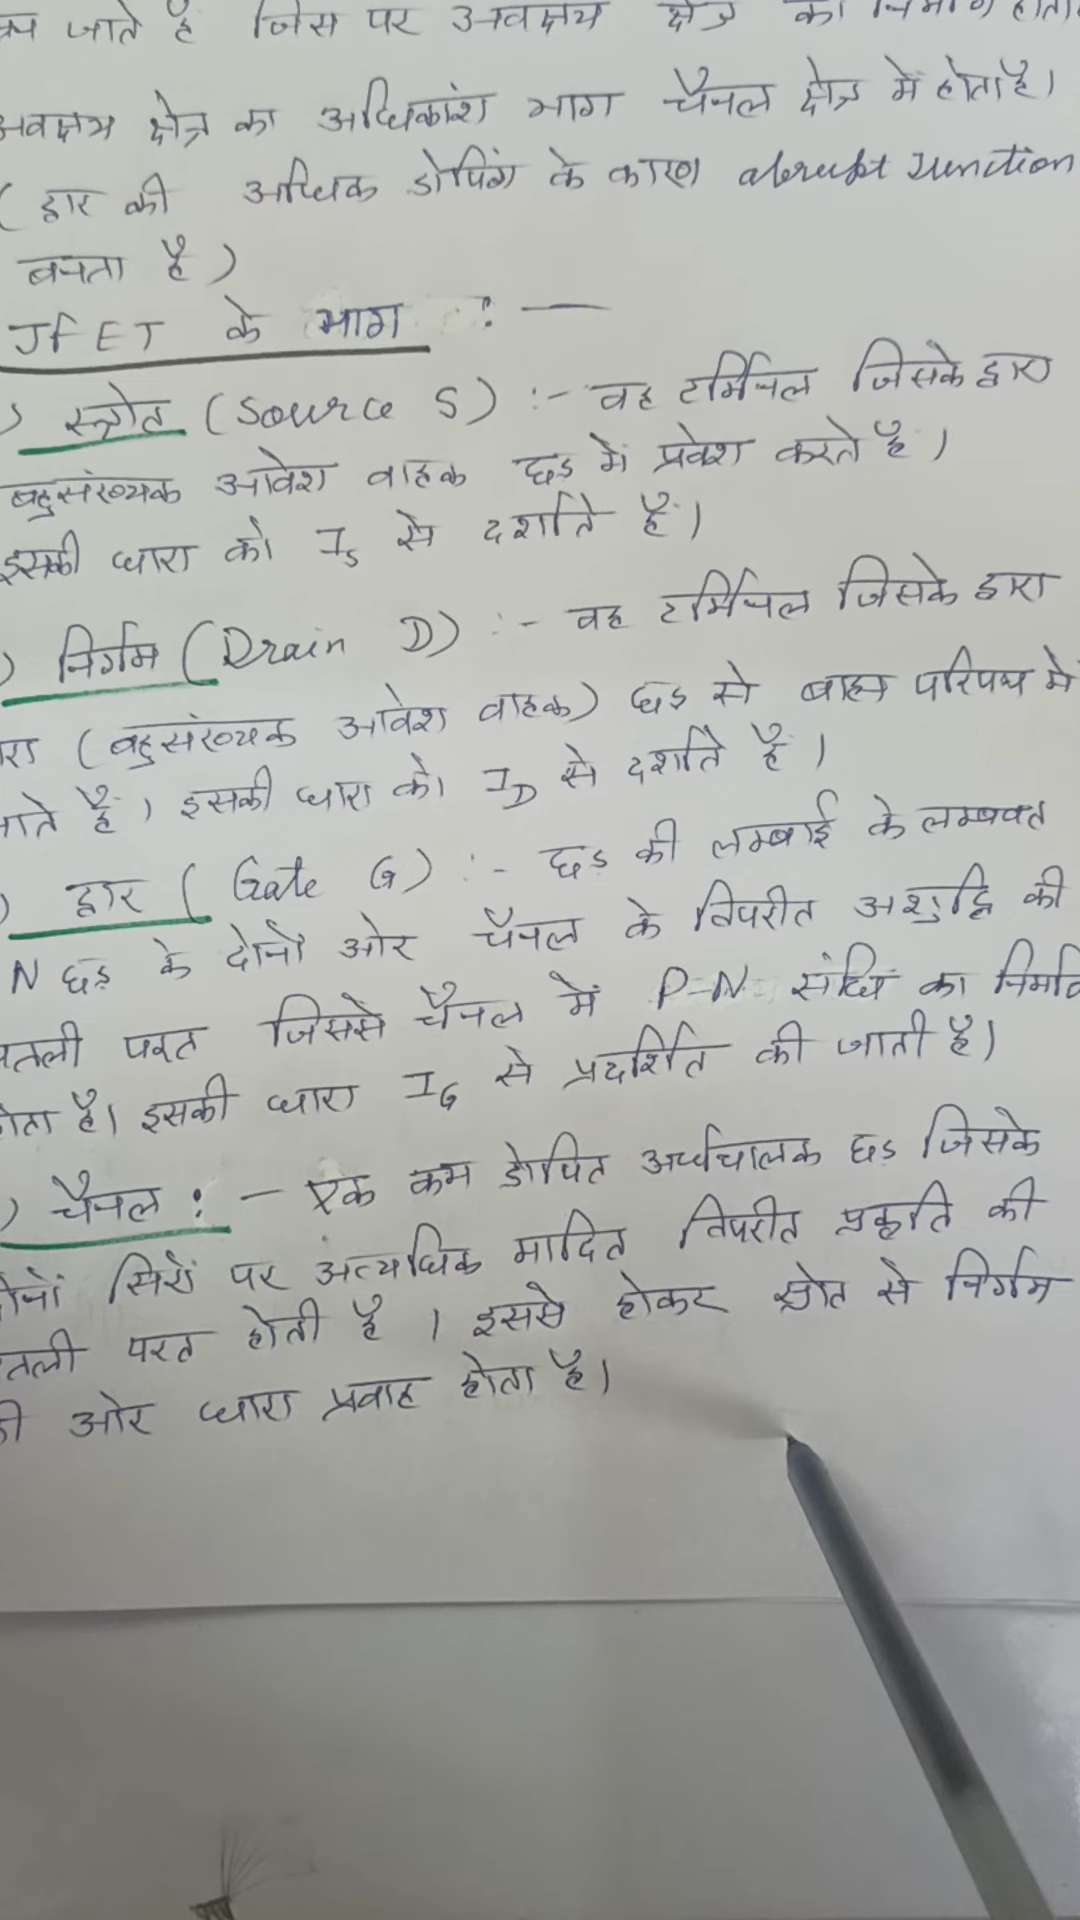 जाते हैं जिस पर अवक्षय क्षेत्र का निर्माण होता
अवक्षय क्षेत्र का अधिकांश भाग चैनल क्षेत्र में होता है।
( द्वार की अधिक डोपिंग के कारण abrupt Junction
बनता है )
JFET के भाग :—
) स्त्रोत (Source S) :- वह टर्मिनल जिसके द्वारा
बहुसंख्यक आवेश वाहक छड़ में प्रवेश करते है।
इसकी धारा को IS से दर्शाते है।
) निर्गम (Drain D) :- वह टर्मिनल जिसके द्वारा
(बहुसंख्यक आवेश वाहक) छड़ से बाह्य परिपथ में
हैं। इसकी धारा को ID से दर्शाते है।
) द्वार ( Gate G) :- छड़ की लम्बाई के लम्बवत
N छड़ के दोनों ओर चैनल के विपरीत अशुद्धि की
पतली परत जिससे चैनल में P-N संधि का निर्माण
होता है। इसकी धारा IG से प्रदर्शित की जाती है।
) चैनल : — एक कम डोपित अर्धचालक छड़ जिसके
दोनों सिरों पर अत्यधिक मादित विपरीत प्रकृति की
पतली परत होती है । इससे होकर स्रोत से निर्गम
की ओर धारा प्रवाह होता है।